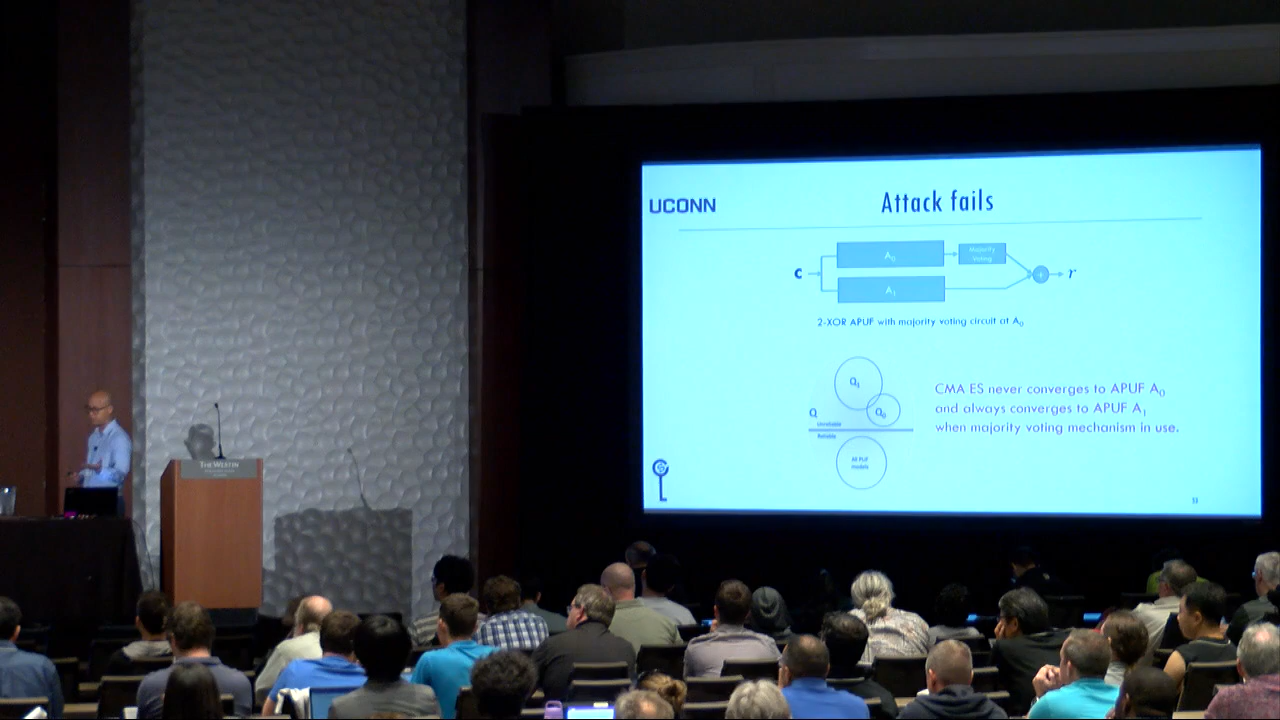 THE WESTIN
UCONN
Attack fails
A0
Majority
Voting
c
+
r
A1
2-XOR APUF with majority voting circuit at A0
Q1
Q0
Q
Unreliable
Reliable
All PUF
models
CMA ES never converges to APUF A0
and always converges to APUF A1
when majority voting mechanism in use.